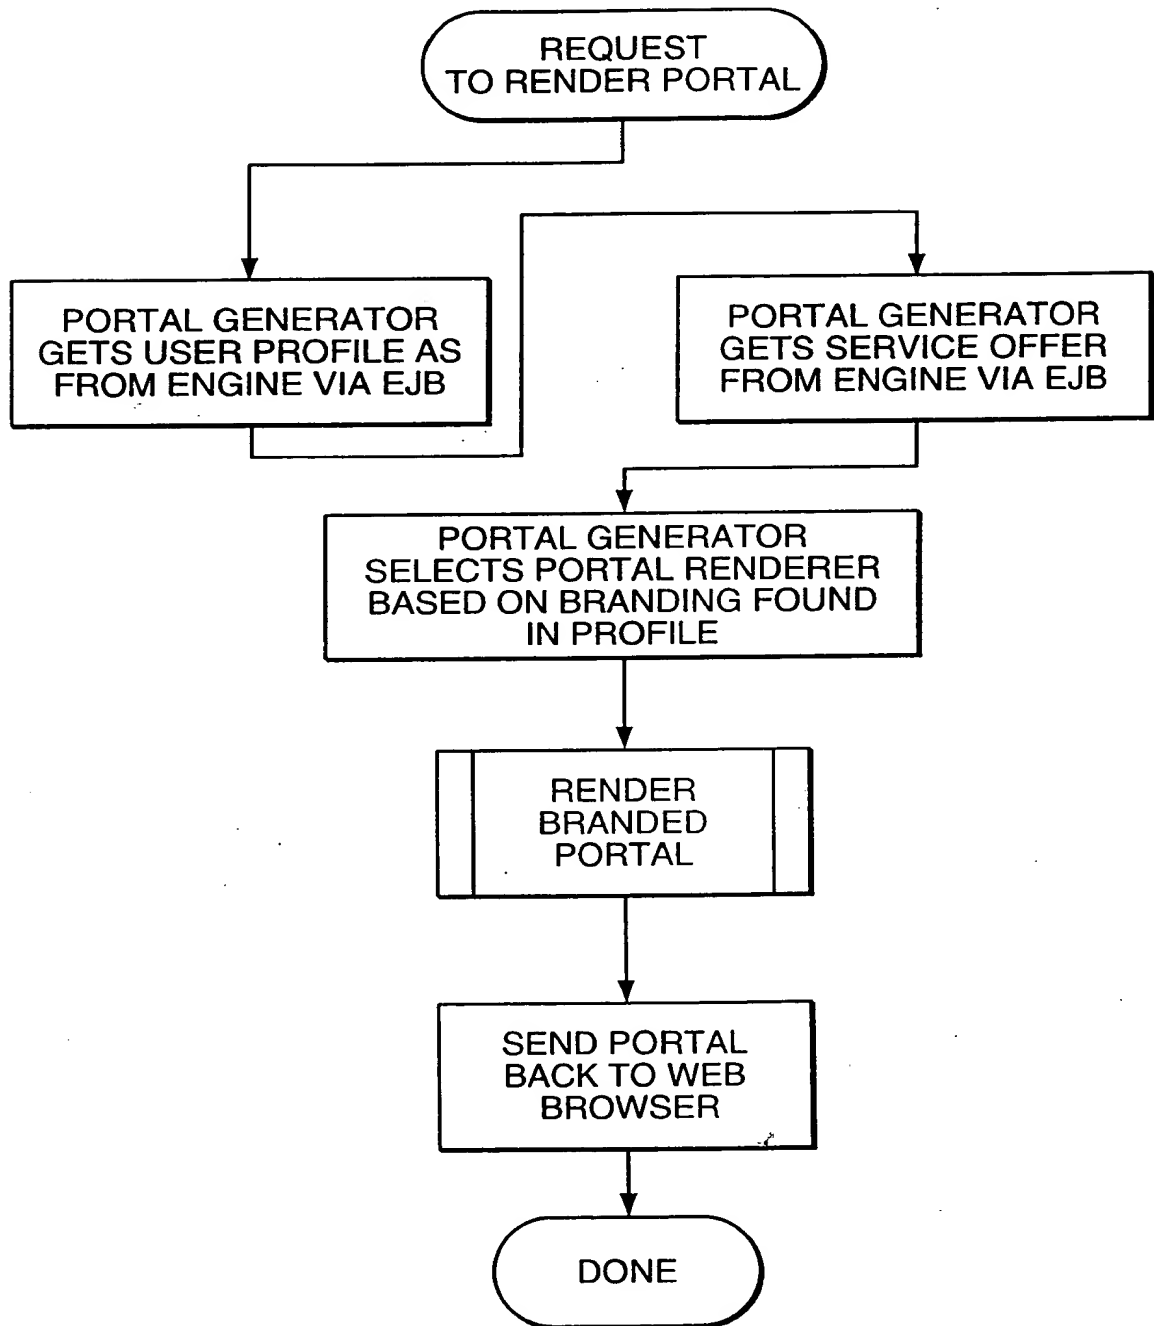 REQUEST
TO RENDER PORTAL
PORTAL GENERATOR
GETS USER PROFILE AS
FROM ENGINE VIA EJB
PORTAL GENERATOR
GETS SERVICE OFFER
FROM ENGINE VIA EJB
PORTAL GENERATOR
SELECTS PORTAL RENDERER
BASED ON BRANDING FOUND
IN PROFILE
RENDER
BRANDED
PORTAL
SEND PORTAL
BACK TO WEB
BROWSER
DONE